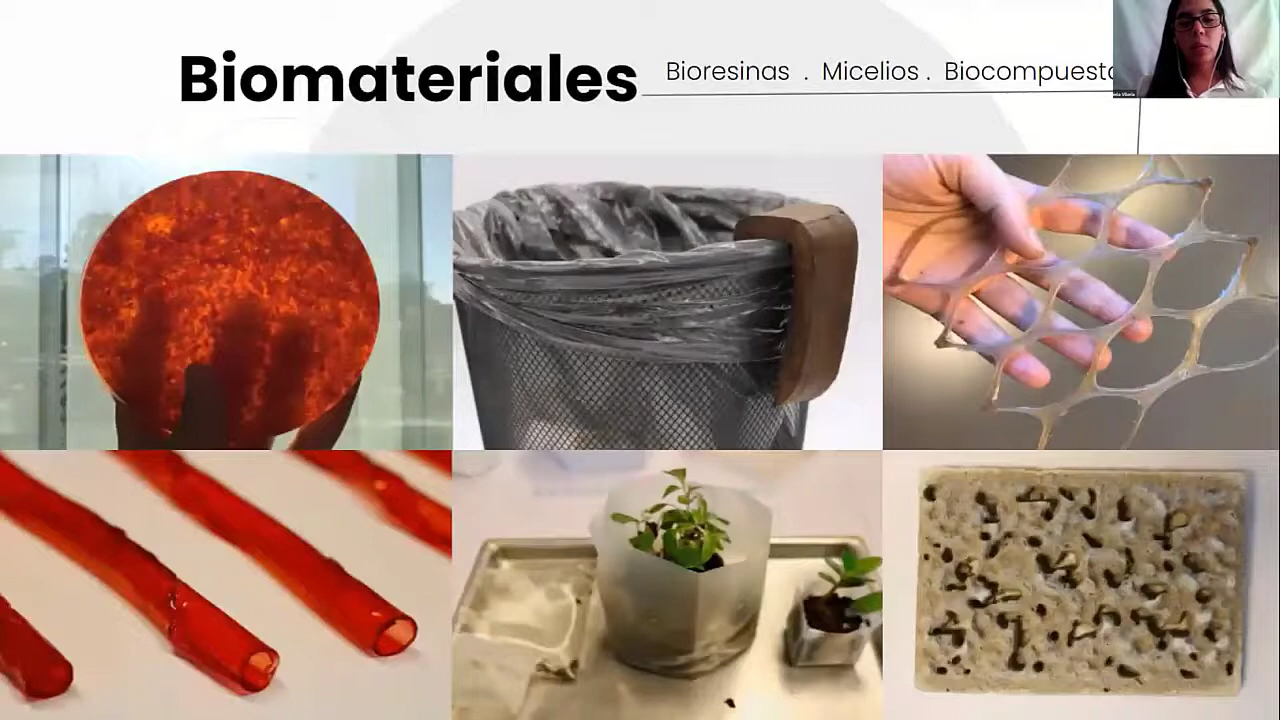 Biomateriales
Bioresinas . Micelios . Biocompuesto